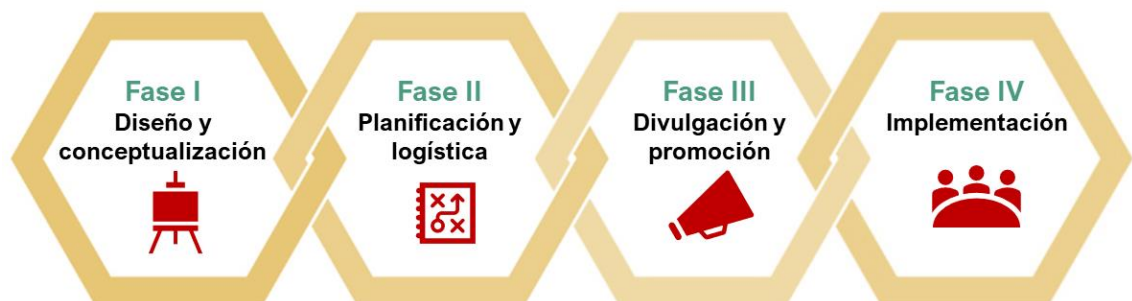 Fase I
Diseño y
conceptualización
Fase II
Planificación y
logística
Fase III
Divulgación y
promoción
Fase IV
Implementación